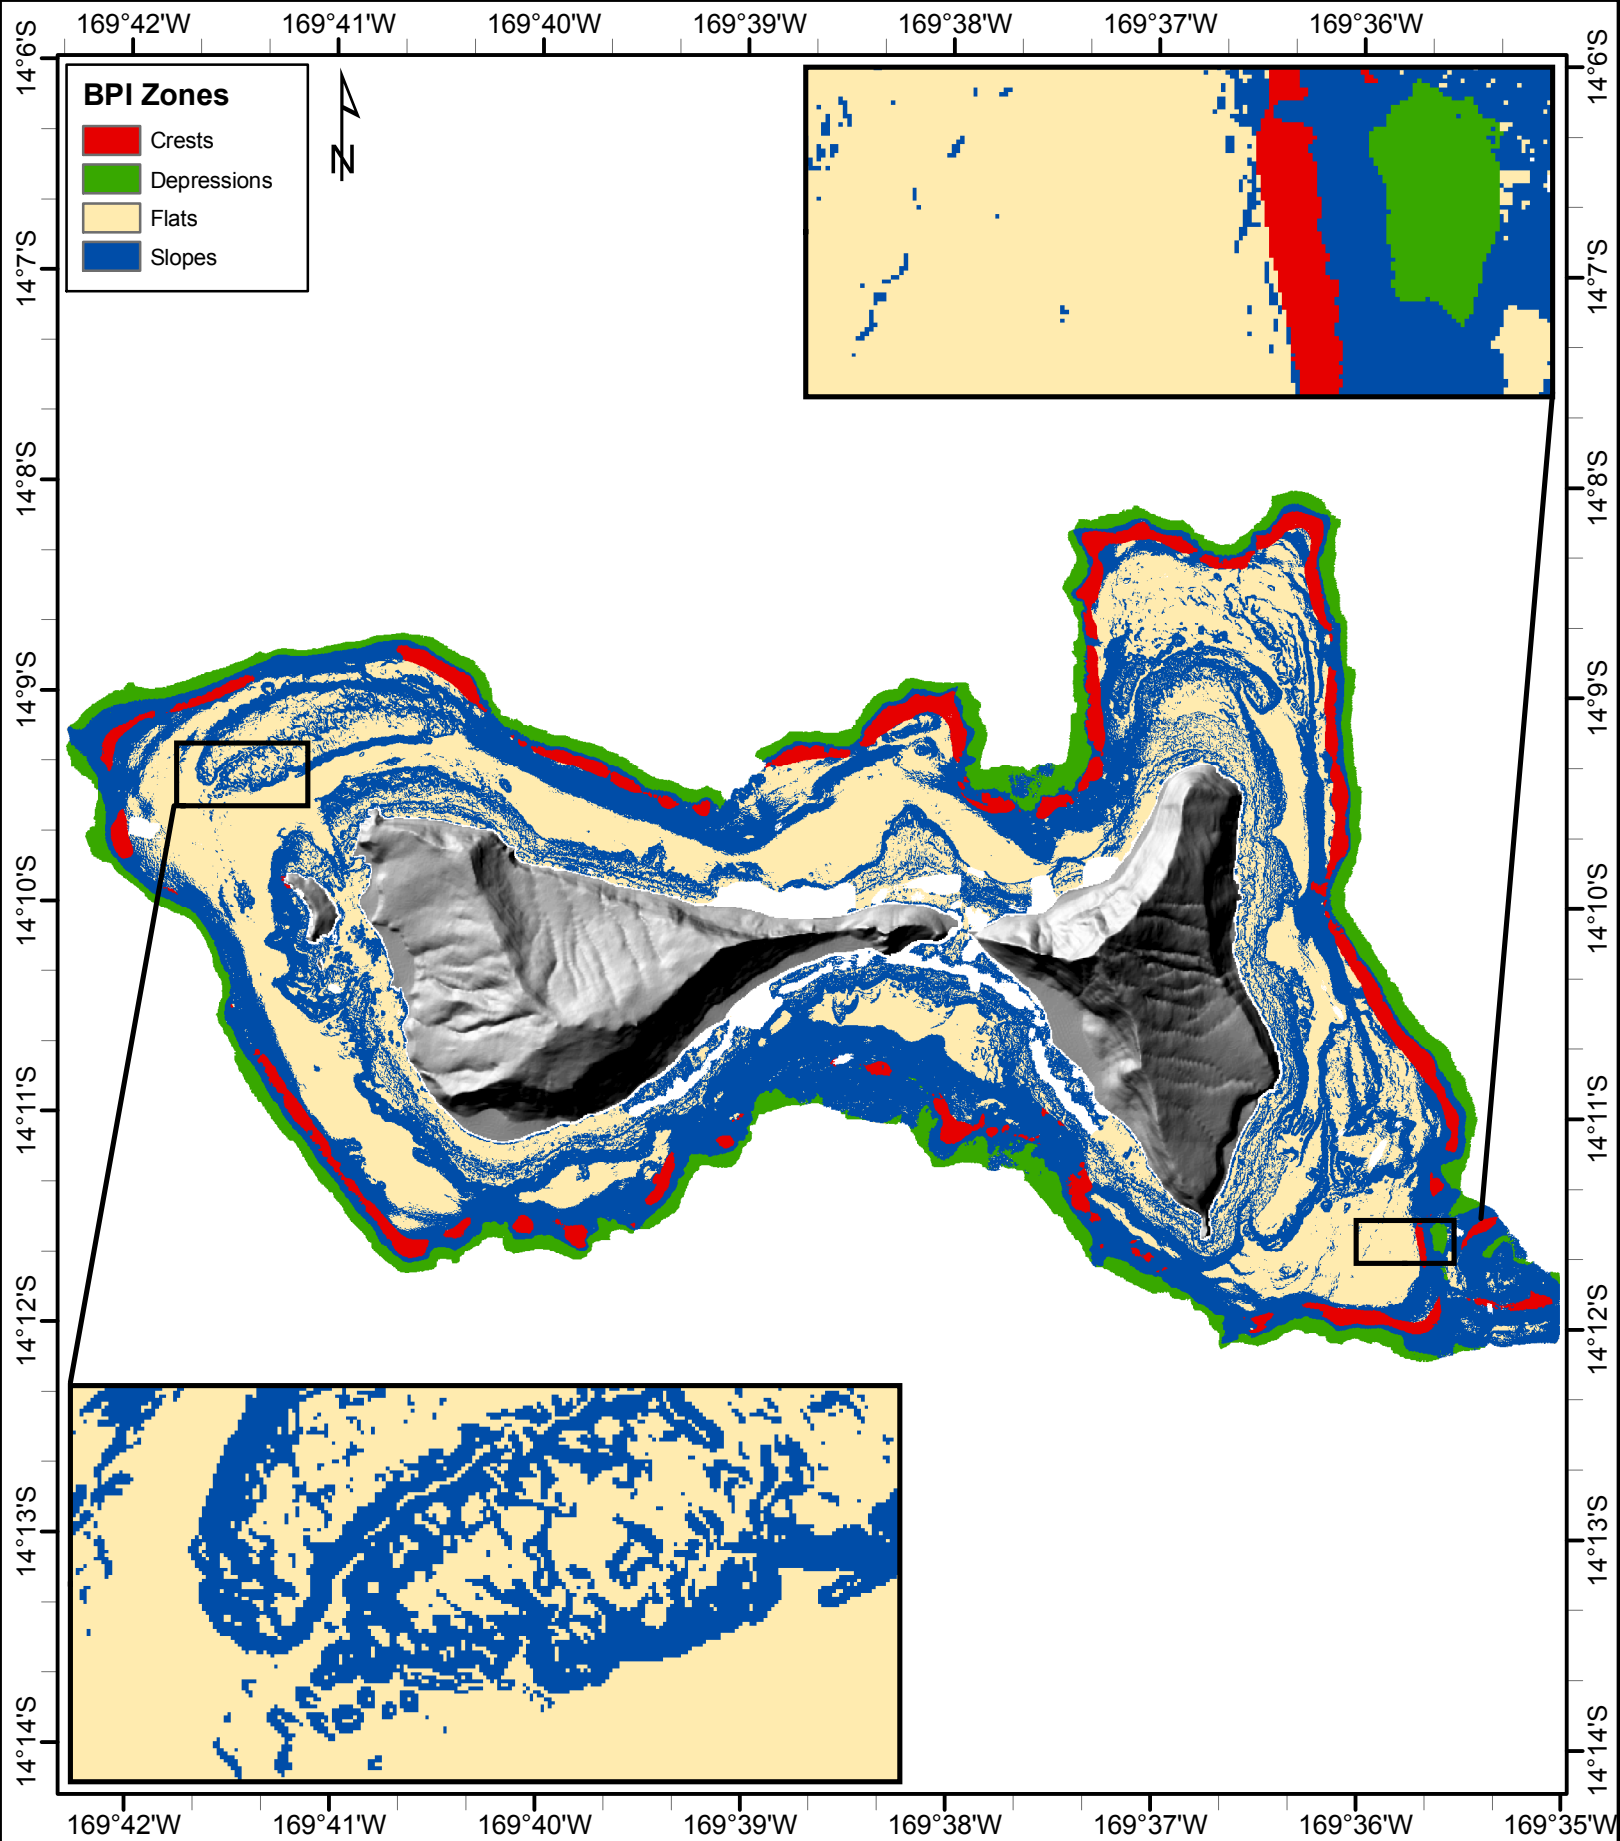 169°42'W 169°41'W 169°40'W 169°39'W 169°38'W 169°37'W 169°36'W
BPI Zones
Crests
Depressions
Flats
Slopes
N
14°6'S
14°7'S
14°8'S
14°9'S
14°10'S
14°11'S
14°12'S
14°13'S
14°14'S
14°6'S
14°7'S
14°8'S
14°9'S
14°10'S
14°11'S
14°12'S
14°13'S
14°14'S
169°42'W 169°41'W 169°40'W 169°39'W 169°38'W 169°37'W 169°36'W 169°35'W